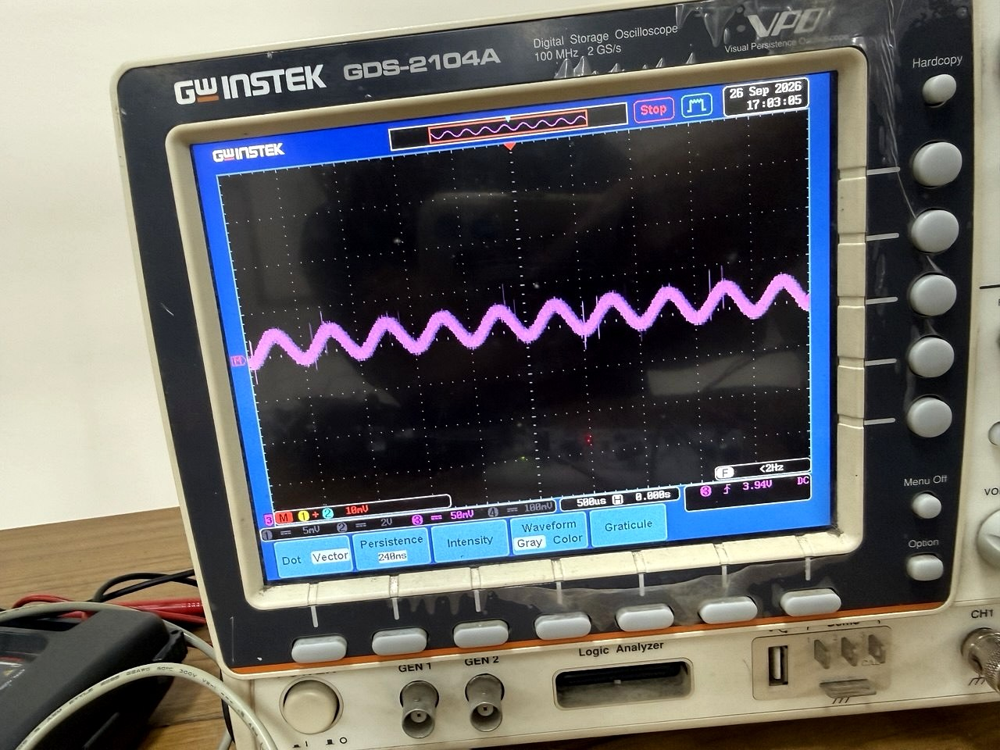 Digital Storage Oscilloscope
100 MHz 2 GS/s
VPO
Visual Persistence Oscilloscope
GWINSTEK GDS-2104A
Hardcopy
GWINSTEK
Stop
26 Sep 2026
17:03:05
M
F <2Hz
3 M 1 + 2 10mV
500us H 0.000s
3 3.94V DC
1 5mV 2 2V 3 50mV 4 100mV
Dot Vector
Persistence
240ns
Intensity
Waveform
Gray Color
Graticule
Menu Off
Option
Logic Analyzer
GEN 1
GEN 2
CH1
I O
300V